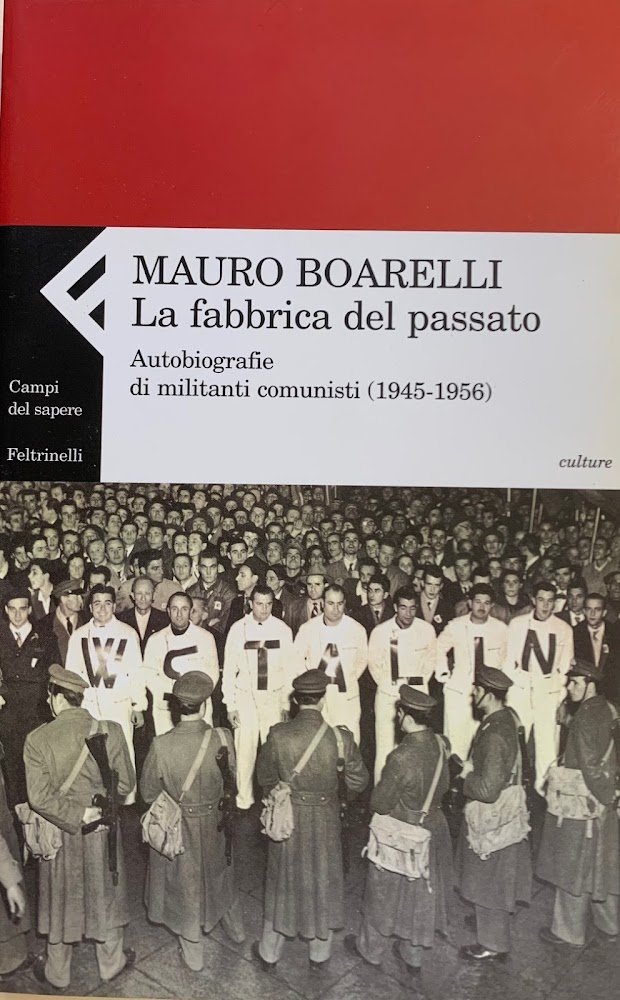 MAURO BOARELLI
La fabbrica del passato
Autobiografie
di militanti comunisti (1945-1956)
Campi
del sapere
Feltrinelli
culture
W STALIN